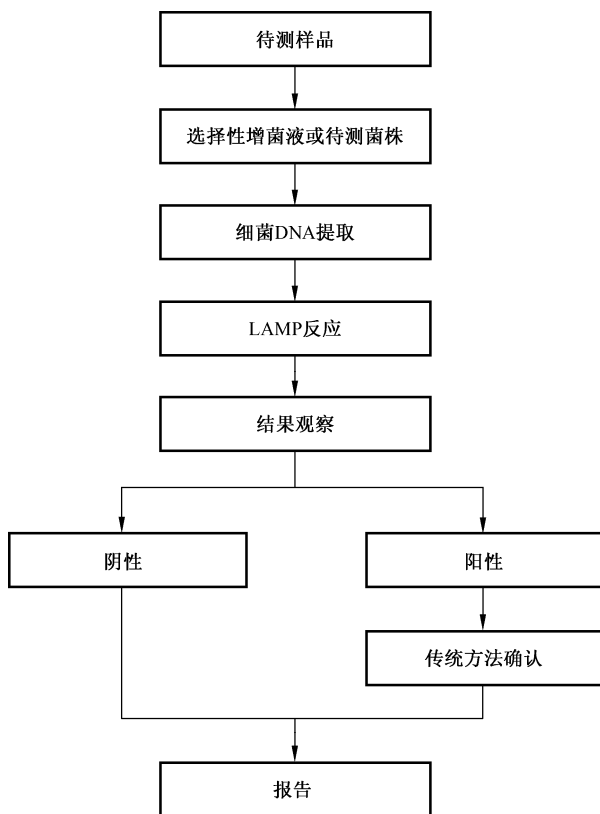 待测样品
选择性增菌液或待测菌株
细菌DNA提取
LAMP反应
结果观察
阴性
阳性
传统方法确认
报告